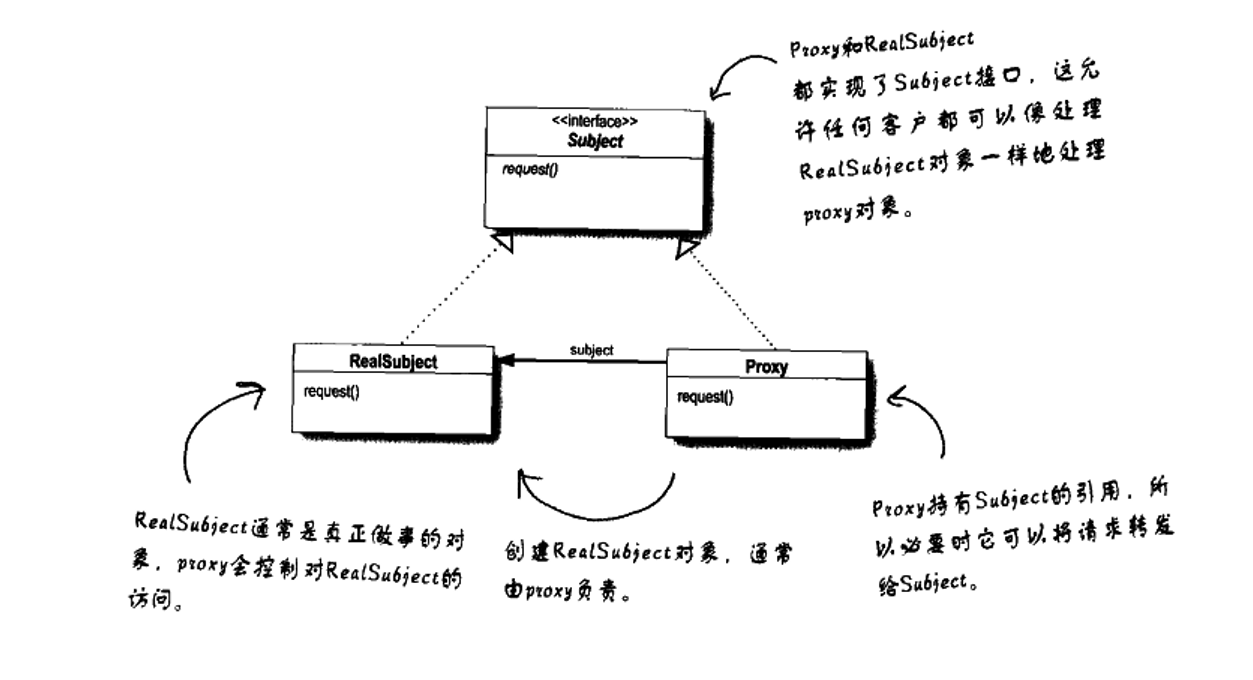 Proxy和RealSubject
都实现了Subject接口，这允
许任何客户都可以像处理
RealSubject对象一样地处理
proxy对象。
<<interface>>
Subject
request()
RealSubject
request()
subject
Proxy
request()
RealSubject通常是真正做事的对
象，proxy会控制对RealSubject的
访问。
创建RealSubject对象，通常
由proxy负责。
Proxy持有Subject的引用，所
以必要时它可以将请求转发
给Subject。